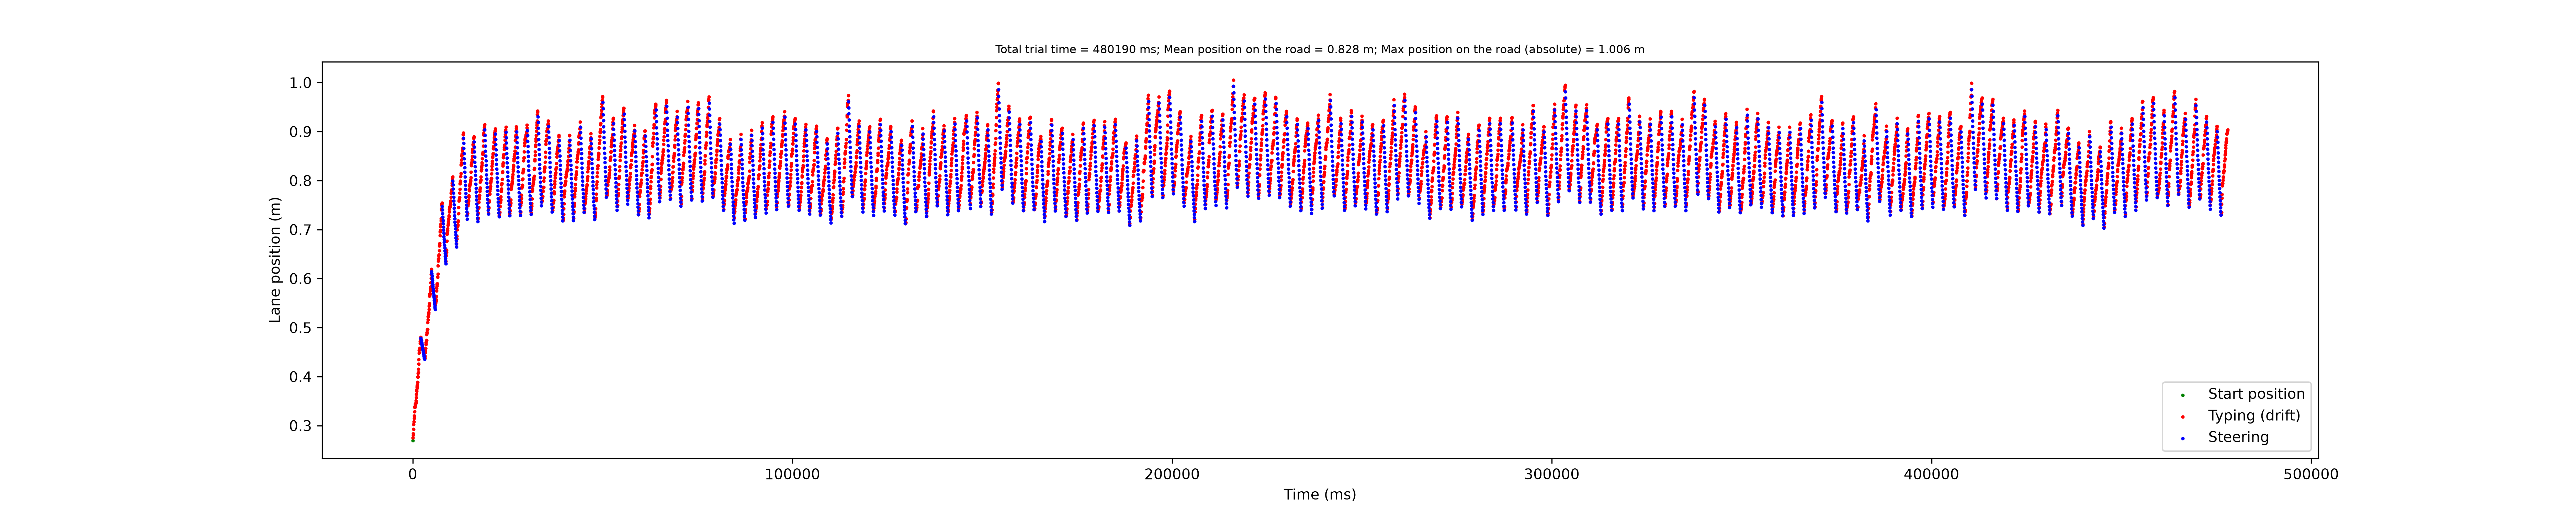 Total trial time = 480190 ms; Mean position on the road = 0.828 m; Max position on the road (absolute) = 1.006 m
Lane position (m)
1.0
0.9
0.8
0.7
0.6
0.5
0.4
0.3
Start position
Typing (drift)
Steering
0
100000
200000
300000
400000
500000
Time (ms)